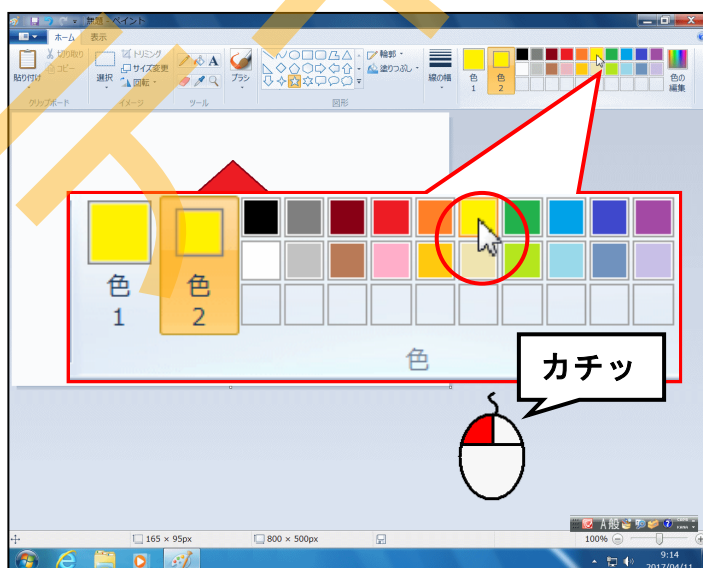 無題 - ペイント
ホーム
表示
貼り付け
切り取り
コピー
クリップボード
選択
トリミング
サイズ変更
回転
イメージ
ツール
ブラシ
図形
輪郭
塗りつぶし
線の幅
色
1
色
2
色の
編集
色
1
色
2
色
カチッ
165 × 95px
800 × 500px
100%
A 般
9:14
2017/04/11